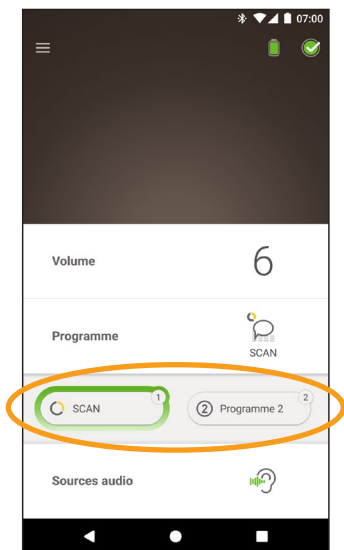 07:00
Volume 6
Programme
SCAN
SCAN 1 2 Programme 2 2
Sources audio